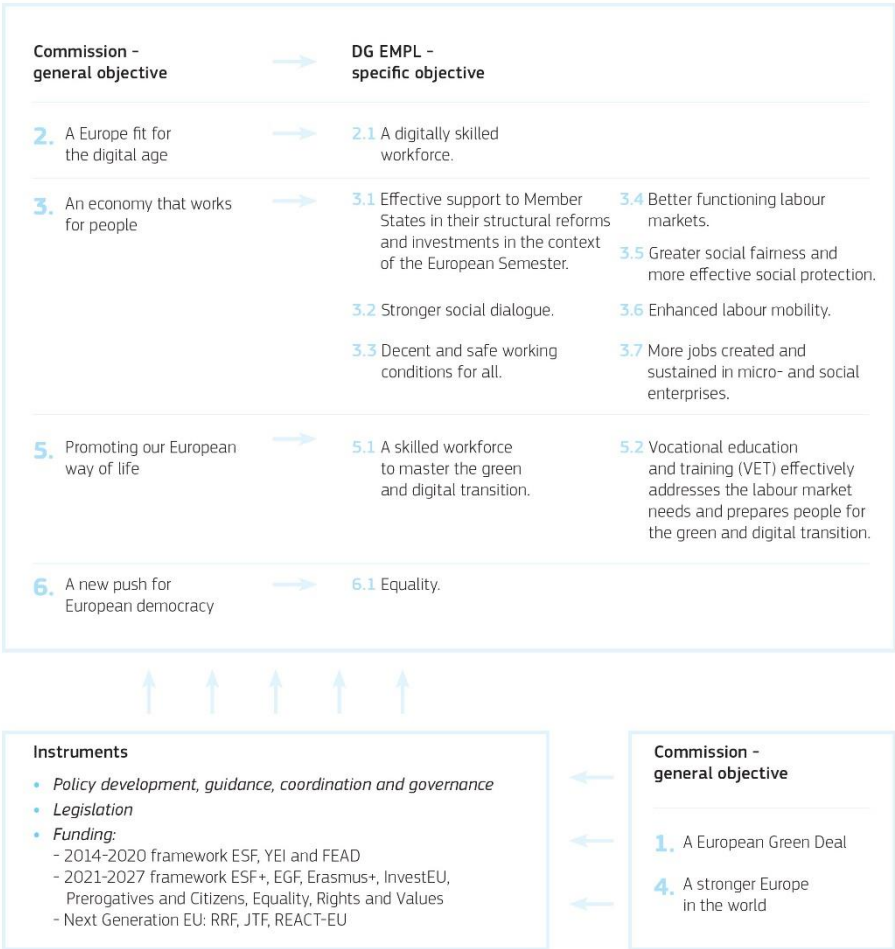 Commission -
general objective
DG EMPL -
specific objective
2. A Europe fit for
the digital age
2.1 A digitally skilled
workforce.
3. An economy that works
for people
3.1 Effective support to Member
States in their structural reforms
and investments in the context
of the European Semester.
3.2 Stronger social dialogue.
3.3 Decent and safe working
conditions for all.
3.4 Better functioning labour
markets.
3.5 Greater social fairness and
more effective social protection.
3.6 Enhanced labour mobility.
3.7 More jobs created and
sustained in micro- and social
enterprises.
5. Promoting our European
way of life
5.1 A skilled workforce
to master the green
and digital transition.
5.2 Vocational education
and training (VET) effectively
addresses the labour market
needs and prepares people for
the green and digital transition.
6. A new push for
European democracy
6.1 Equality.
Instruments
• Policy development, guidance, coordination and governance
• Legislation
• Funding:
- 2014-2020 framework ESF, YEI and FEAD
- 2021-2027 framework ESF+, EGF, Erasmus+, InvestEU,
Prerogatives and Citizens, Equality, Rights and Values
- Next Generation EU: RRF, JTF, REACT-EU
Commission -
general objective
1. A European Green Deal
4. A stronger Europe
in the world